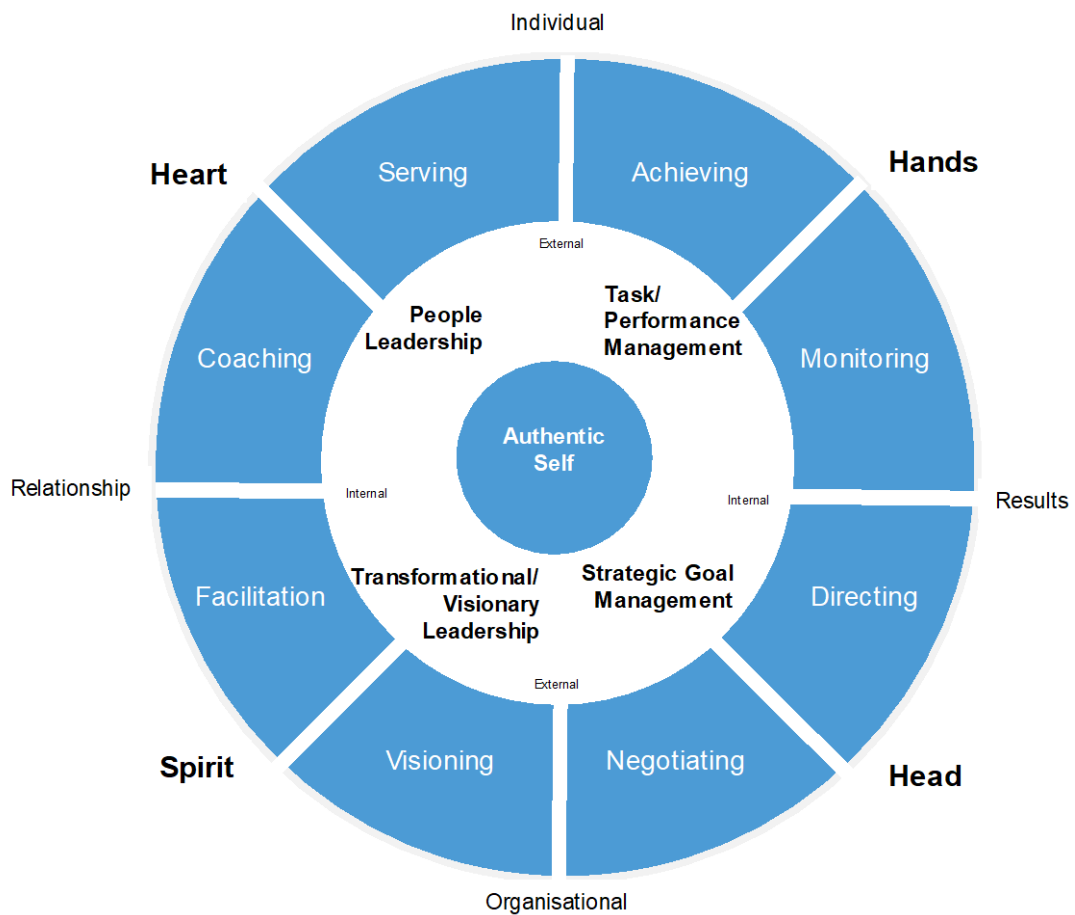 Individual
Heart
Hands
Serving
Achieving
External
People
Leadership
Task/
Performance
Management
Coaching
Monitoring
Authentic
Self
Relationship
Internal
Internal
Results
Facilitation
Directing
Transformational/
Visionary
Leadership
Strategic Goal
Management
External
Visioning
Negotiating
Spirit
Head
Organisational